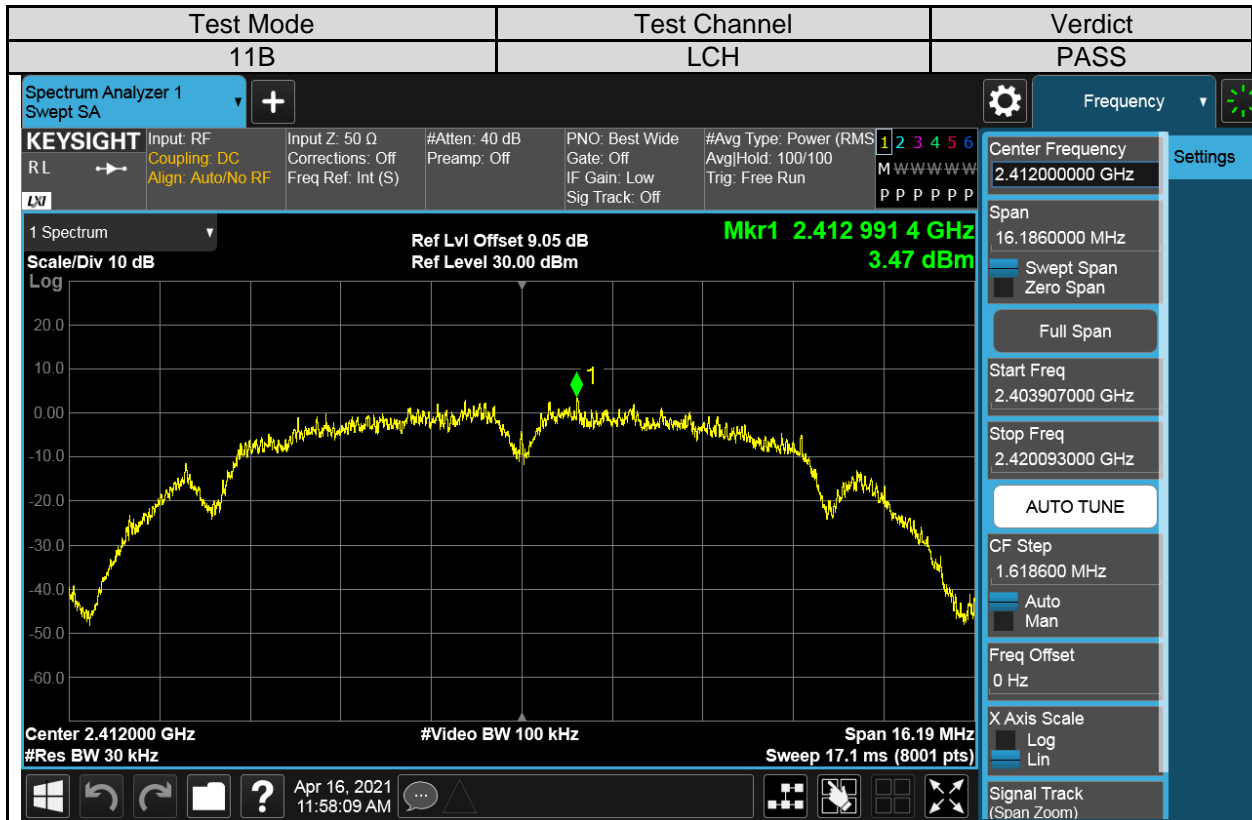 Test Mode Test Channel Verdict
11B LCH PASS
Spectrum Analyzer 1
Swept SA
+
Frequency
KEYSIGHT
RL
LXI
Input: RF
Coupling: DC
Align: Auto/No RF
Input Z: 50 Ω
Corrections: Off
Freq Ref: Int (S)
#Atten: 40 dB
Preamp: Off
PNO: Best Wide
Gate: Off
IF Gain: Low
Sig Track: Off
#Avg Type: Power (RMS
Avg|Hold: 100/100
Trig: Free Run
1 2 3 4 5 6
M W W W W W
P P P P P P
1 Spectrum
Scale/Div 10 dB
Ref Lvl Offset 9.05 dB
Ref Level 30.00 dBm
Mkr1 2.412 991 4 GHz
3.47 dBm
Log
20.0
10.0
0.00
-10.0
-20.0
-30.0
-40.0
-50.0
-60.0
1
Center 2.412000 GHz
#Res BW 30 kHz
#Video BW 100 kHz
Span 16.19 MHz
Sweep 17.1 ms (8001 pts)
Center Frequency
2.412000000 GHz
Settings
Span
16.1860000 MHz
Swept Span
Zero Span
Full Span
Start Freq
2.403907000 GHz
Stop Freq
2.420093000 GHz
AUTO TUNE
CF Step
1.618600 MHz
Auto
Man
Freq Offset
0 Hz
X Axis Scale
Log
Lin
Signal Track
(Span Zoom)
?
Apr 16, 2021
11:58:09 AM